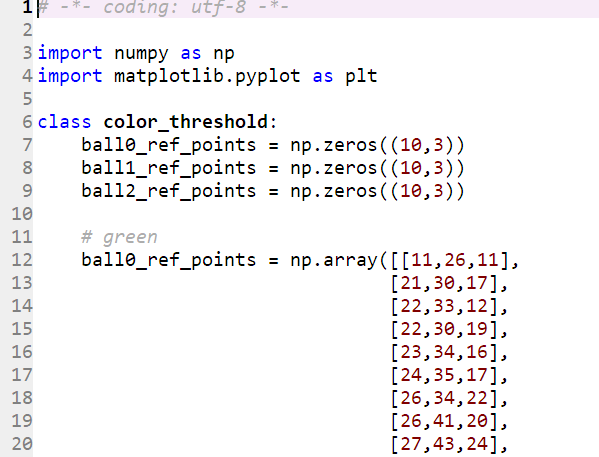 1 # -*- coding: utf-8 -*-
2
3 import numpy as np
4 import matplotlib.pyplot as plt
5
6 class color_threshold:
7     ball0_ref_points = np.zeros((10,3))
8     ball1_ref_points = np.zeros((10,3))
9     ball2_ref_points = np.zeros((10,3))
10
11     # green
12     ball0_ref_points = np.array([[11,26,11],
13                                  [21,30,17],
14                                  [22,33,12],
15                                  [22,30,19],
16                                  [23,34,16],
17                                  [24,35,17],
18                                  [26,34,22],
19                                  [26,41,20],
20                                  [27,43,24],